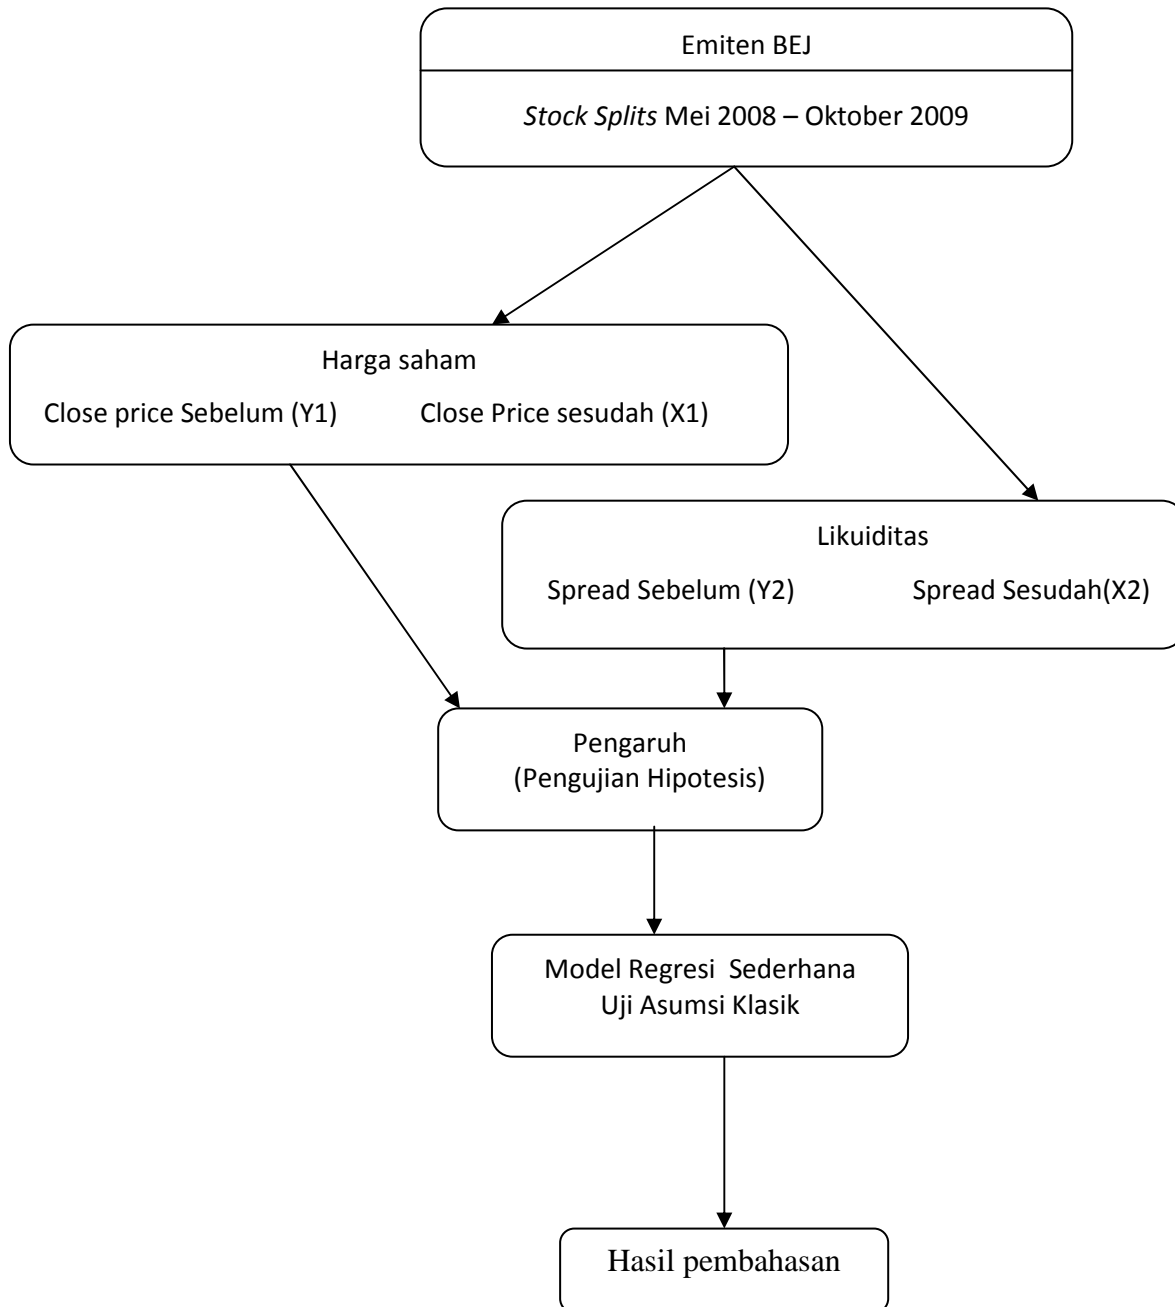 Emiten BEJ
Stock Splits Mei 2008 – Oktober 2009
Harga saham
Close price Sebelum (Y1) Close Price sesudah (X1)
Likuiditas
Spread Sebelum (Y2) Spread Sesudah(X2)
Pengaruh
(Pengujian Hipotesis)
Model Regresi Sederhana
Uji Asumsi Klasik
Hasil pembahasan